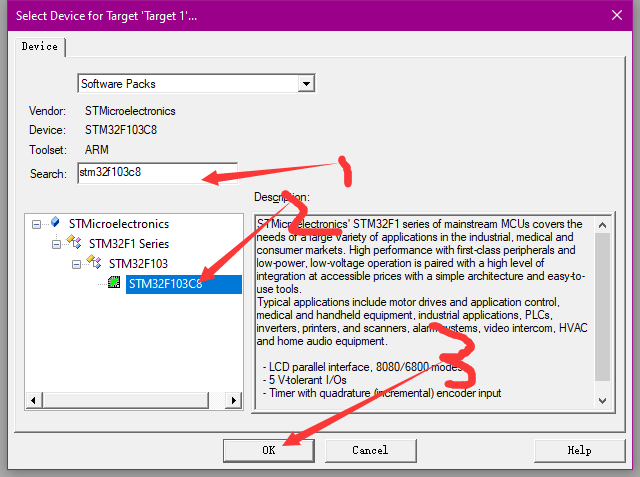 Select Device for Target 'Target 1'...
Device
Software Packs
Vendor: STMicroelectronics
Device: STM32F103C8
Toolset: ARM
Search: stm32f103c8
1
2
Description:
STMicroelectronics
STM32F1 Series
STM32F103
STM32F103C8
STMicroelectronics' STM32F1 series of mainstream MCUs covers the
needs of a large variety of applications in the industrial, medical and
consumer markets. High performance with first-class peripherals and
low-power, low-voltage operation is paired with a high level of
integration at accessible prices with a simple architecture and easy-to-
use tools.
Typical applications include motor drives and application control,
medical and handheld equipment, industrial applications, PLCs,
inverters, printers, and scanners, alarm systems, video intercom, HVAC
and home audio equipment.
- LCD parallel interface, 8080/6800 modes
- 5 V-tolerant I/Os
- Timer with quadrature (incremental) encoder input
3
OK
Cancel
Help